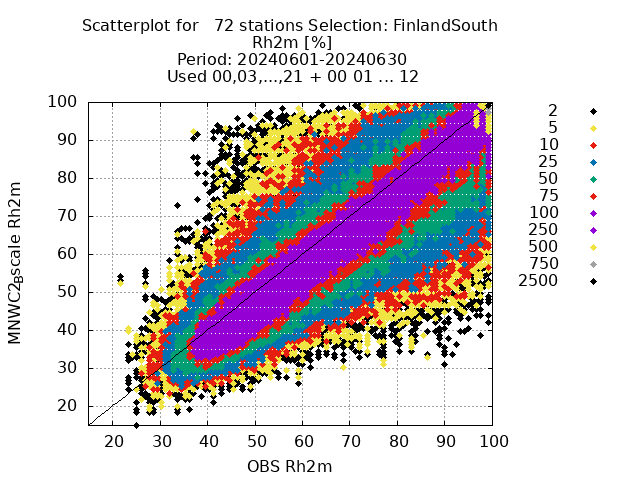 Scatterplot for   72 stations Selection: FinlandSouth
Rh2m [%]
Period: 20240601-20240630
Used 00,03,...,21 + 00 01 ... 12
100
90
80
70
60
50
40
30
20
20 30 40 50 60 70 80 90 100
MNWC2_Bscale Rh2m
OBS Rh2m
2
5
10
25
50
75
100
250
500
750
2500